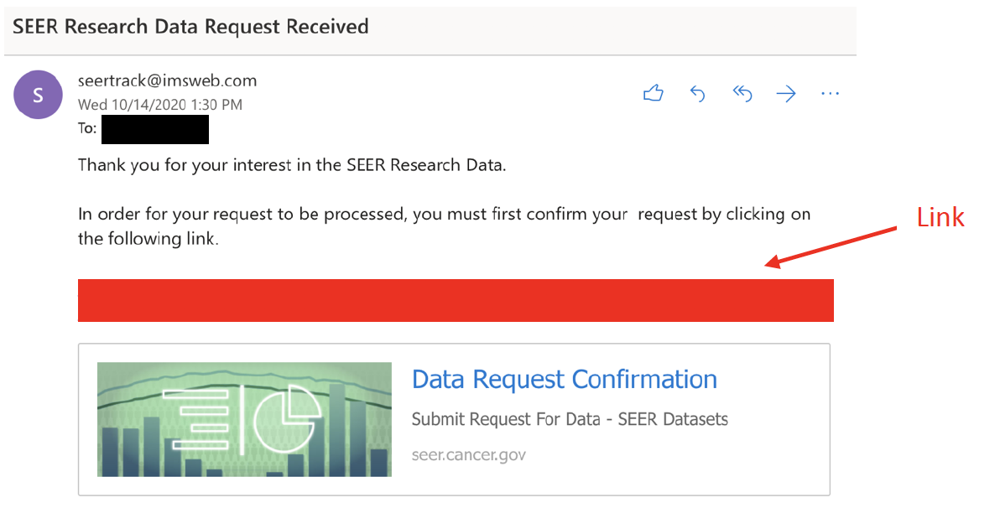 SEER Research Data Request Received
S
seertrack@imsweb.com
Wed 10/14/2020 1:30 PM
To:
Thank you for your interest in the SEER Research Data.
In order for your request to be processed, you must first confirm your  request by clicking on
the following link.
Link
Data Request Confirmation
Submit Request For Data - SEER Datasets
seer.cancer.gov